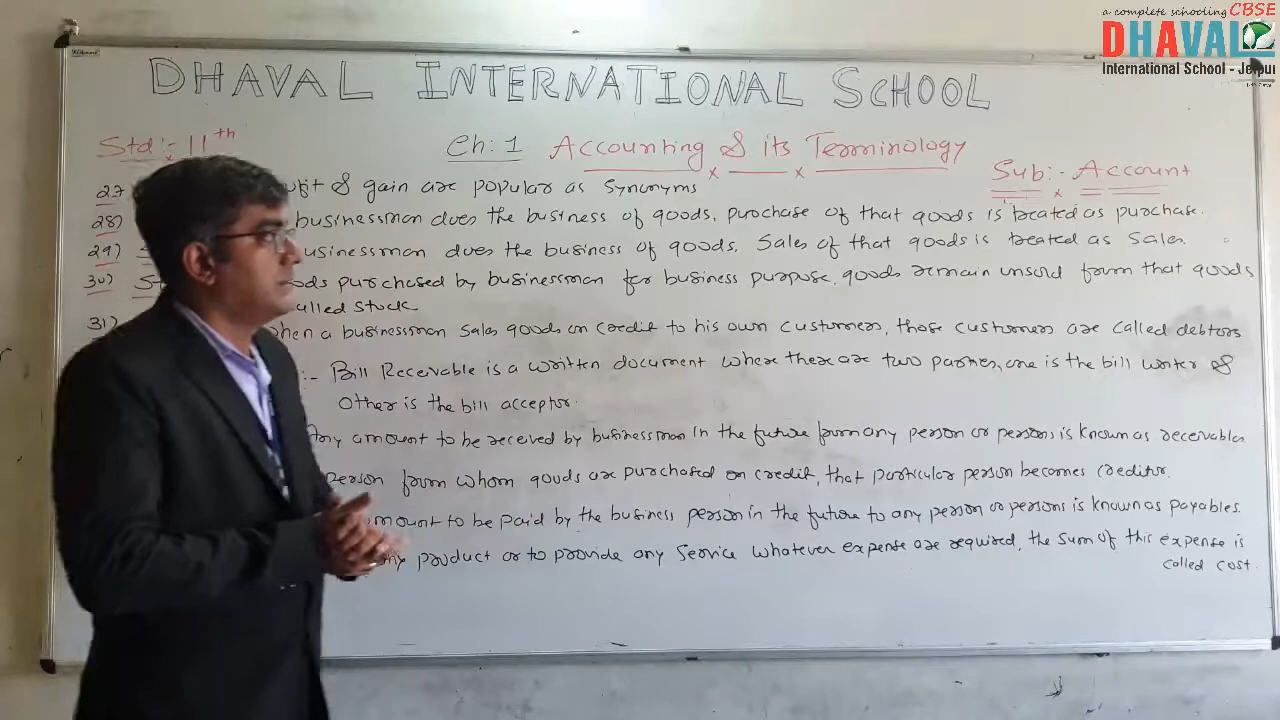 a complete schooling CBSE
DHAVAL
International School - Jetpur
DHAVAL INTERNATIONAL SCHOOL
Std :- 11th
Ch: 1 Accounting & its Terminology
Sub :- Account
27) & gain are popular as synonyms
28) businessman does the business of goods, purchase of that goods is treated as purchase.
29) businessman does the business of goods, Sales of that goods is treated as Sales.
30) purchased by businessman for business purpose, goods remain unsold from that goods
called stock
31) when a businessman sales goods on credit to his own customers, those customers are called debtors
:- Bill Receivable is a written document where there are two parties, one is the bill writer &
Other is the bill acceptor.
Any amount to be received by businessman in the future from any person or persons is known as receivables
Person from whom goods are purchased on credit, that particular person becomes creditor.
amount to be paid by the business person in the future to any person or persons is known as payables.
any product or to provide any service whatever expense are required, the sum of this expense is
called cost.